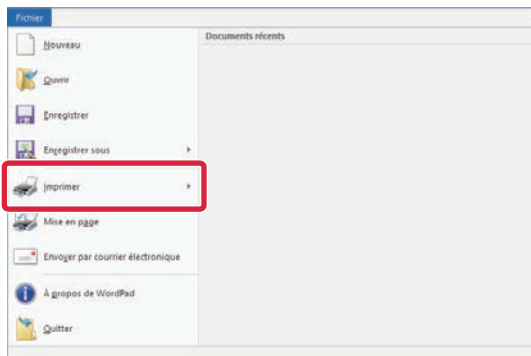 Fichier
Documents récents
Nouveau
Ouvrir
Enregistrer
Enregistrer sous
Imprimer
Mise en page
Envoyer par courrier électronique
À propos de WordPad
Quitter